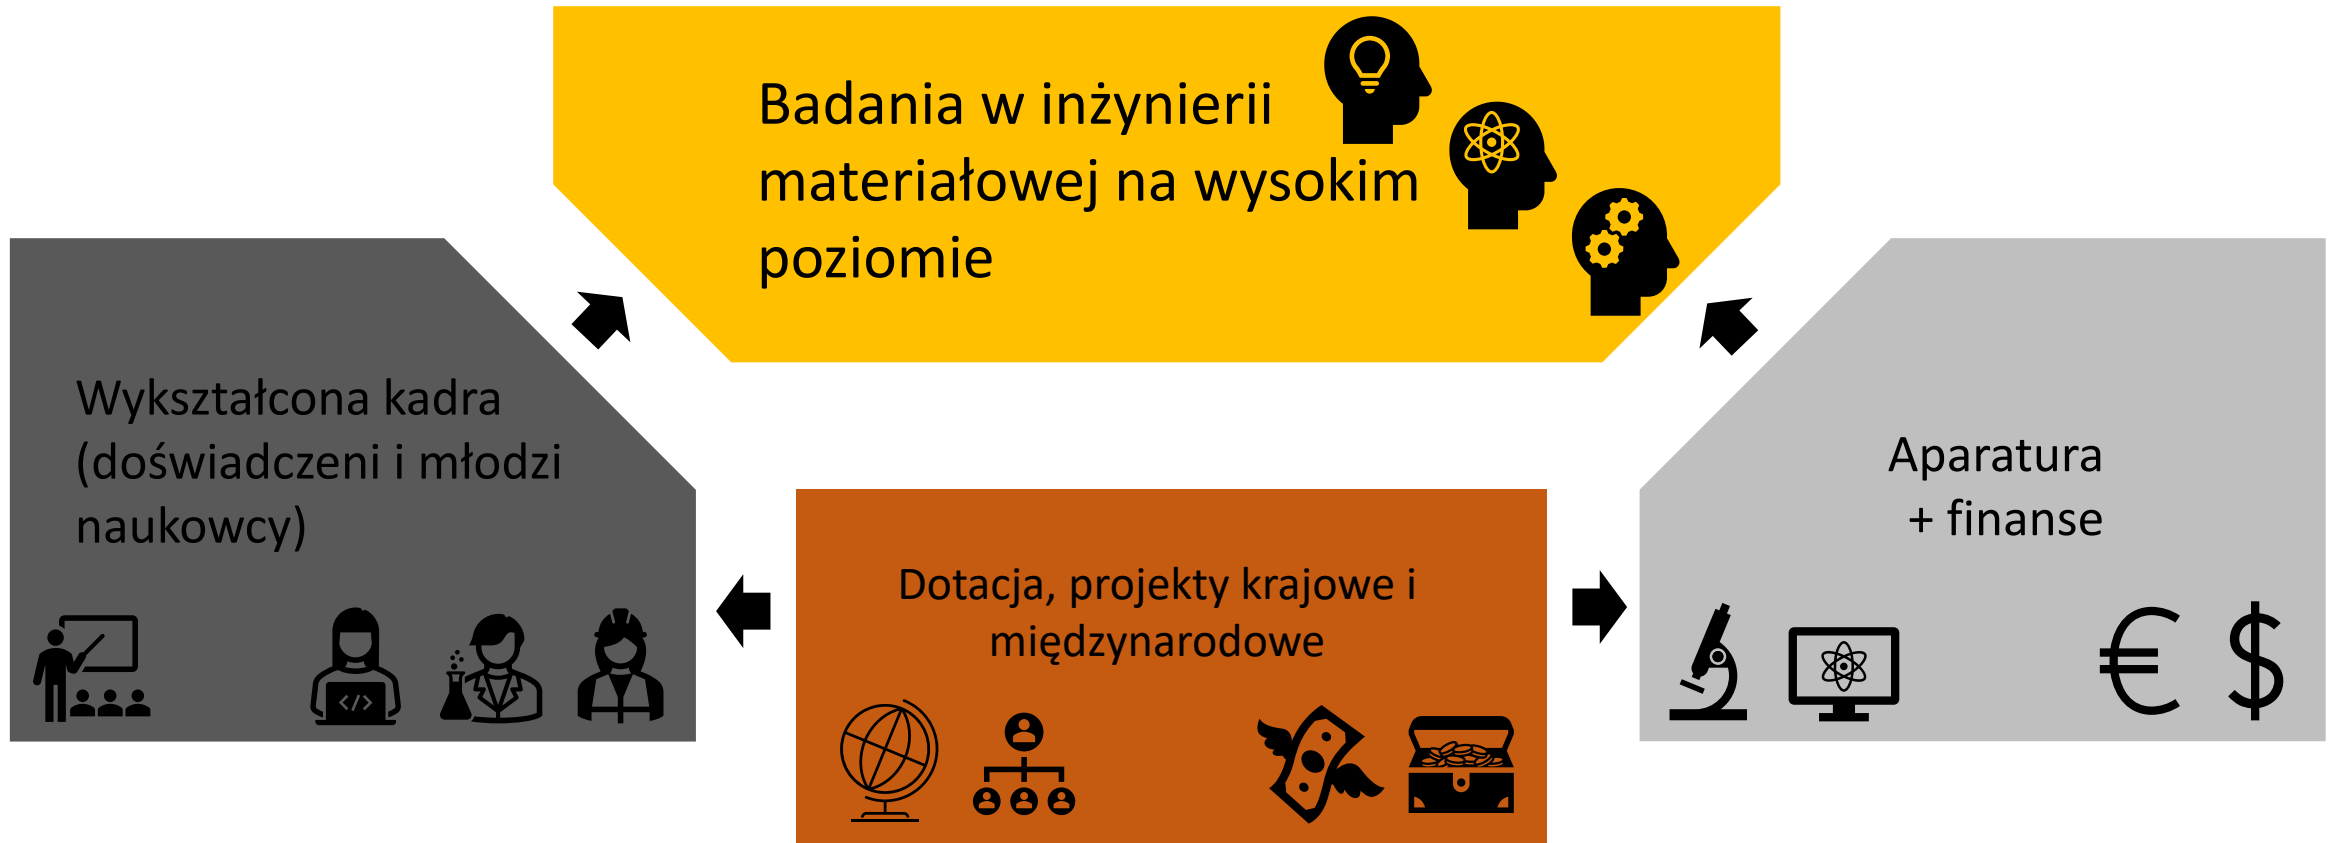 Badania w inżynierii
materiałowej na wysokim
poziomie
Wykształcona kadra
(doświadczeni i młodzi
naukowcy)
Aparatura
+ finanse
Dotacja, projekty krajowe i
międzynarodowe